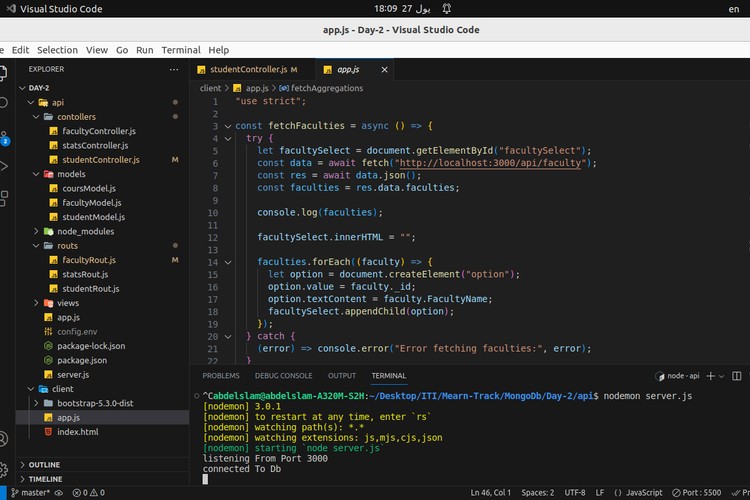 Visual Studio Code
18:09 27 يول
en
app.js - Day-2 - Visual Studio Code
e Edit Selection View Go Run Terminal Help
EXPLORER ...
DAY-2
api
contollers
facultyController.js
statsController.js
studentController.js M
models
coursModel.js
facultyModel.js
studentModel.js
node_modules
routs
facultyRout.js M
statsRout.js
studentRout.js
views
app.js
config.env
package-lock.json
package.json
server.js
client
bootstrap-5.3.0-dist
app.js
index.html
OUTLINE
TIMELINE
2
studentController.js M
app.js
client > app.js > fetchAggregations
1 "use strict";
2
3 const fetchFaculties = async () => {
4 try {
5 let facultySelect = document.getElementById("facultySelect");
6 const data = await fetch("http://localhost:3000/api/faculty");
7 const res = await data.json();
8 const faculties = res.data.faculties;
9
10 console.log(faculties);
11
12 facultySelect.innerHTML = "";
13
14 faculties.forEach((faculty) => {
15 let option = document.createElement("option");
16 option.value = faculty._id;
17 option.textContent = faculty.FacultyName;
18 facultySelect.appendChild(option);
19 });
20 } catch {
21 (error) => console.error("Error fetching faculties:", error);
22 }
PROBLEMS DEBUG CONSOLE OUTPUT TERMINAL
node - api
^Cabdelslam@abdelslam-A320M-S2H:~/Desktop/ITI/Mearn-Track/MongoDb/Day-2/api$ nodemon server.js
[nodemon] 3.0.1
[nodemon] to restart at any time, enter `rs`
[nodemon] watching path(s): *.*
[nodemon] watching extensions: js,mjs,cjs,json
[nodemon] starting `node server.js`
listening From Port 3000
connected To Db
master* 0 0
Ln 46, Col 1 Spaces: 2 UTF-8 LF {} JavaScript Port : 5500